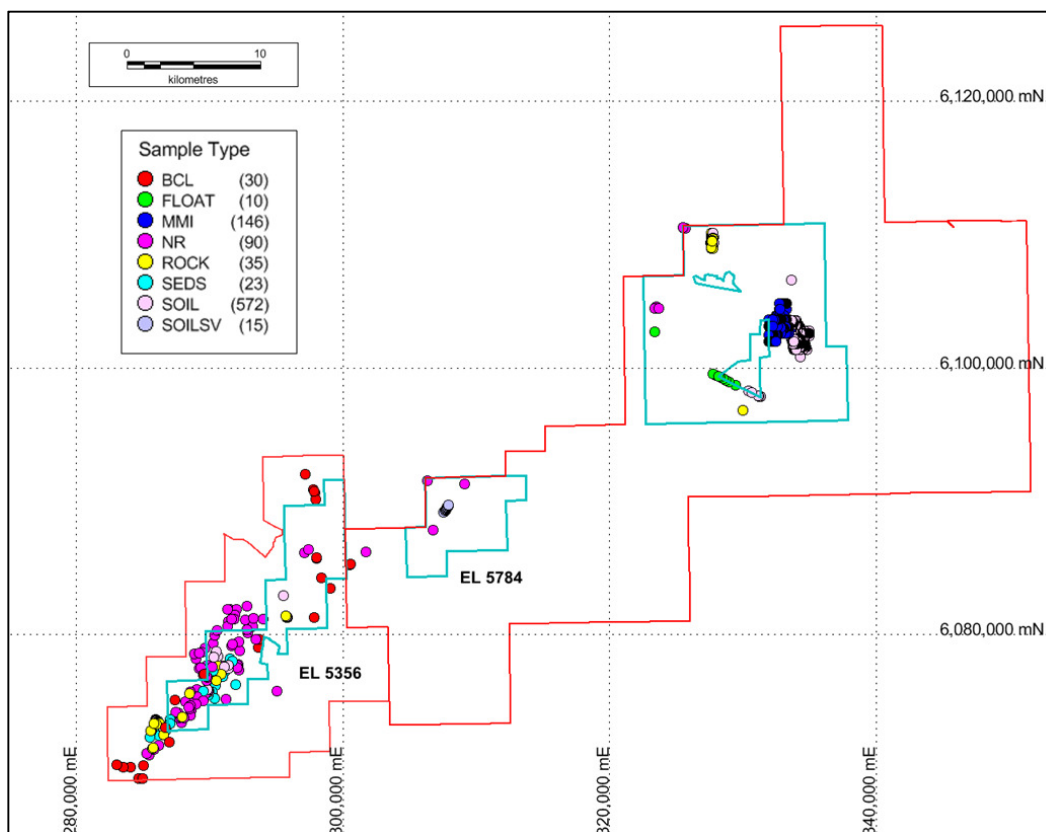 0 10
kilometres
6,120,000 mN
Sample Type
BCL (30)
FLOAT (10)
MMI (146)
NR (90)
ROCK (35)
SEDS (23)
SOIL (572)
SOILSV (15)
6,100,000 mN
EL 5784
6,080,000 mN
EL 5356
280,000 mE
300,000 mE
320,000 mE
340,000 mE